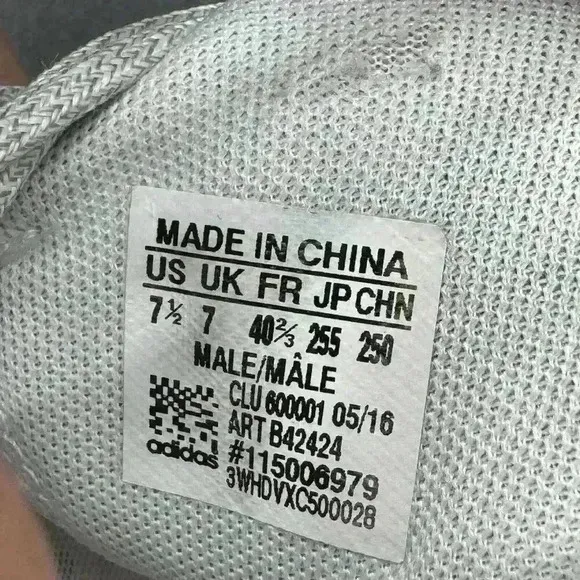 MADE IN CHINA
US UK FR JP CHN
7½ 7 40⅔ 255 250
MALE/MÂLE
CLU 600001 05/16
ART B42424
#115006979
3WHDVXC500028
adidas